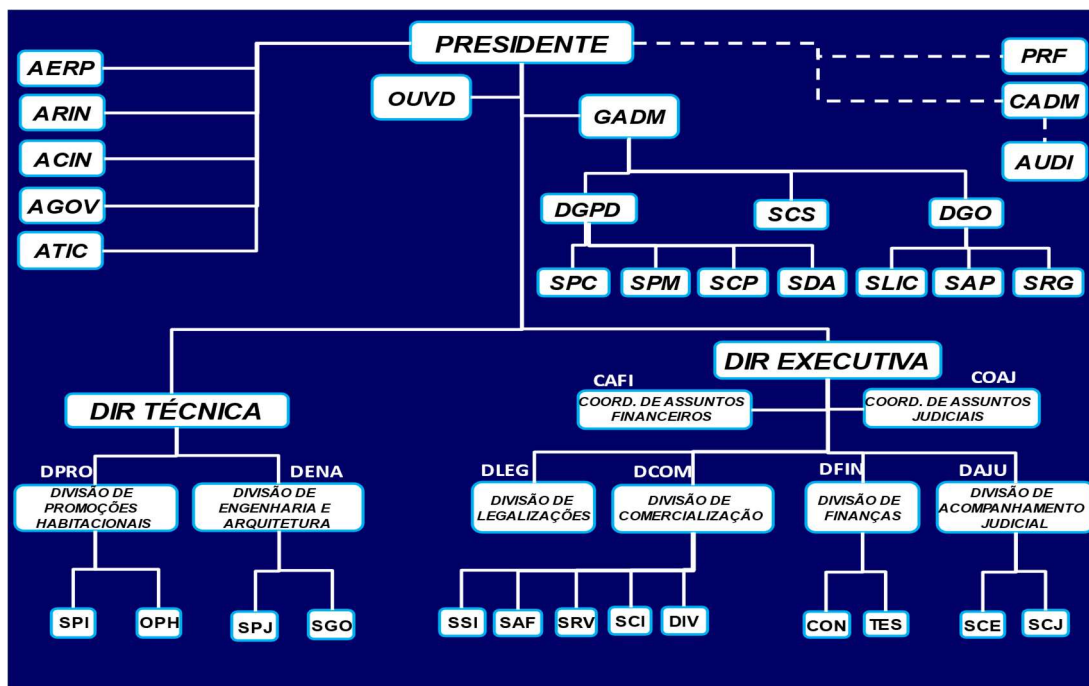 PRESIDENTE
AERP
ARIN
ACIN
AGOV
ATIC
OUVD
GADM
PRF
CADM
AUDI
DGPD
SCS
DGO
SPC
SPM
SCP
SDA
SLIC
SAP
SRG
DIR TÉCNICA
DIR EXECUTIVA
CAFI
COORD. DE ASSUNTOS
FINANCEIROS
COAJ
COORD. DE ASSUNTOS
JUDICIAIS
DPRO
DIVISÃO DE
PROMOÇÕES
HABITACIONAIS
DENA
DIVISÃO DE
ENGENHARIA E
ARQUITETURA
DLEG
DIVISÃO DE
LEGALIZAÇÕES
DCOM
DIVISÃO DE
COMERCIALIZAÇÃO
DFIN
DIVISÃO DE
FINANÇAS
DAJU
DIVISÃO DE
ACOMPANHAMENTO
JUDICIAL
SPI
OPH
SPJ
SGO
SSI
SAF
SRV
SCI
DIV
CON
TES
SCE
SCJ